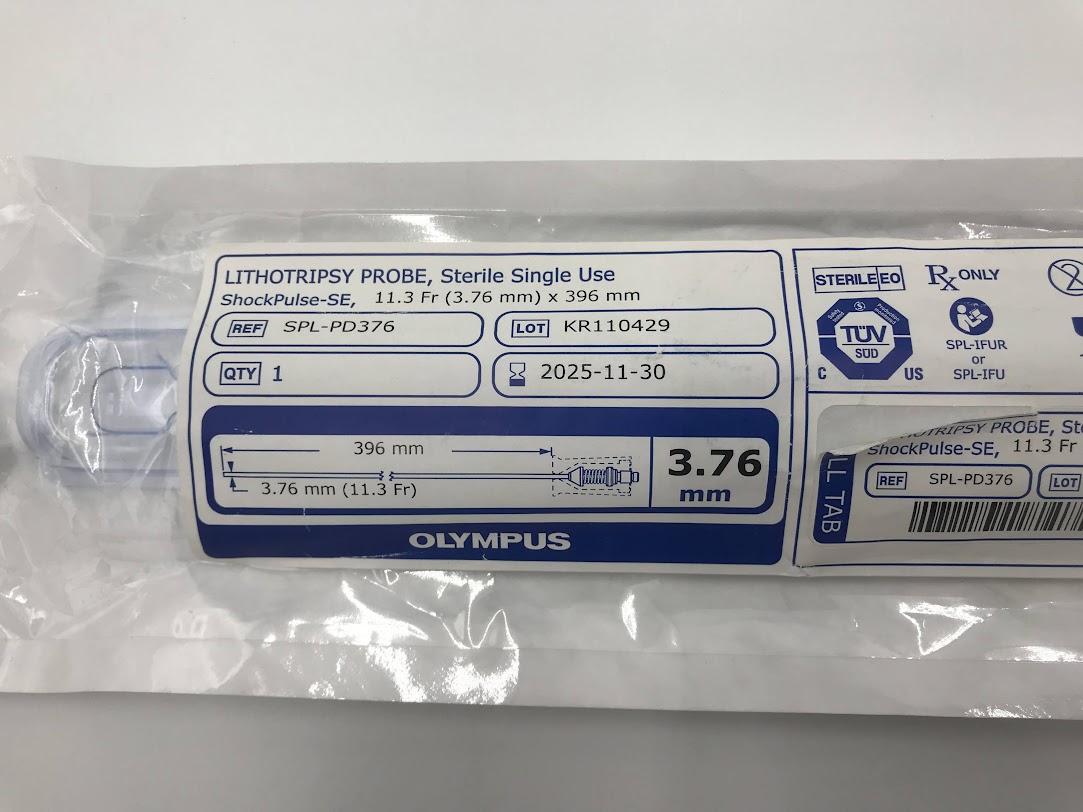 LITHOTRIPSY PROBE, Sterile Single Use
ShockPulse-SE, 11.3 Fr (3.76 mm) x 396 mm
REF SPL-PD376
LOT KR110429
QTY 1
2025-11-30
396 mm
3.76 mm (11.3 Fr)
3.76
mm
OLYMPUS
STERILE EO
Rx ONLY
TÜV
SÜD
C US
SPL-IFUR
or
SPL-IFU
LL TAB
PROBE,
ShockPulse-SE, 11.3 Fr
REF SPL-PD376
LOT